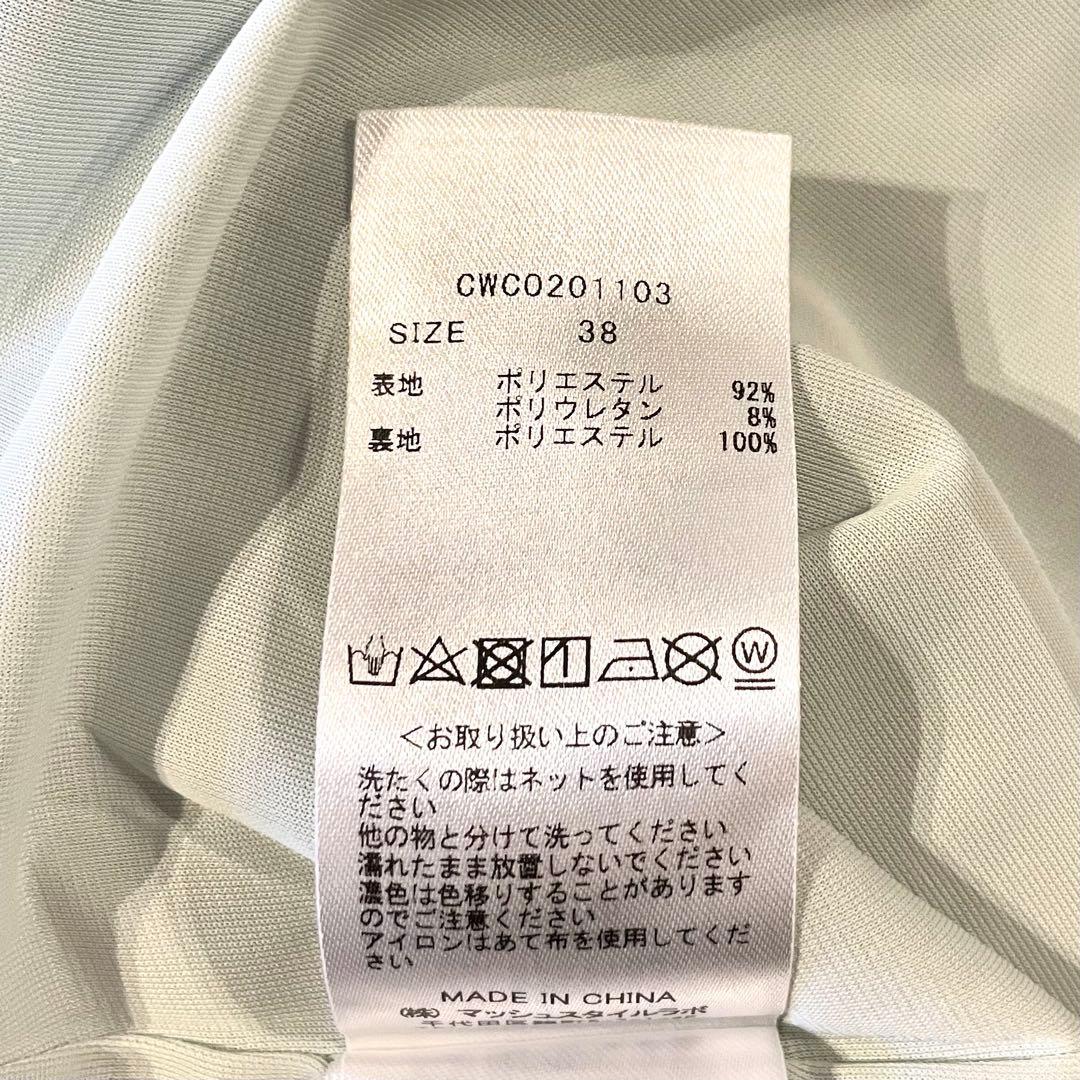 CWC0201103
SIZE 38
表地 ポリエステル 92%
ポリウレタン 8%
裏地 ポリエステル 100%
W
<お取り扱い上のご注意>
洗たくの際はネットを使用してく
ださい
他の物と分けて洗ってください
濡れたまま放置しないでください
濃色は色移りすることがあります
のでご注意ください
アイロンはあて布を使用してくだ
さい
MADE IN CHINA
㈱ マッシュスタイルラボ
千代田区麹町